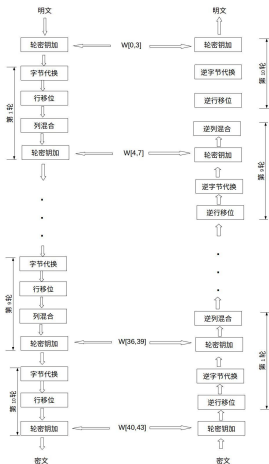 明文
明文
轮密钥加
W[0,3]
轮密钥加
字节代换
逆字节代换
第10轮
行移位
逆行移位
第1轮
列混合
逆列混合
轮密钥加
W[4,7]
轮密钥加
第9轮
逆字节代换
逆行移位
字节代换
行移位
第9轮
列混合
逆列混合
轮密钥加
W[36,39]
轮密钥加
第1轮
字节代换
逆字节代换
第10轮
行移位
逆行移位
轮密钥加
W[40,43]
轮密钥加
密文
密文